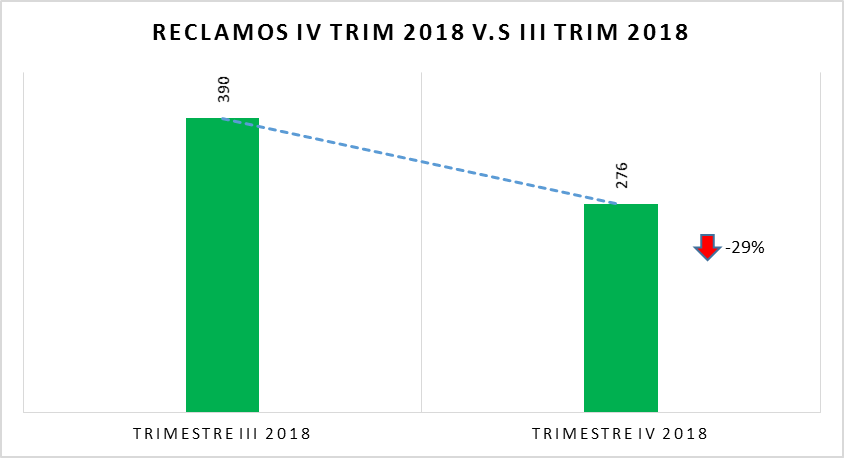 RECLAMOS IV TRIM 2018 V.S III TRIM 2018
390
276
-29%
TRIMESTRE III 2018
TRIMESTRE IV 2018